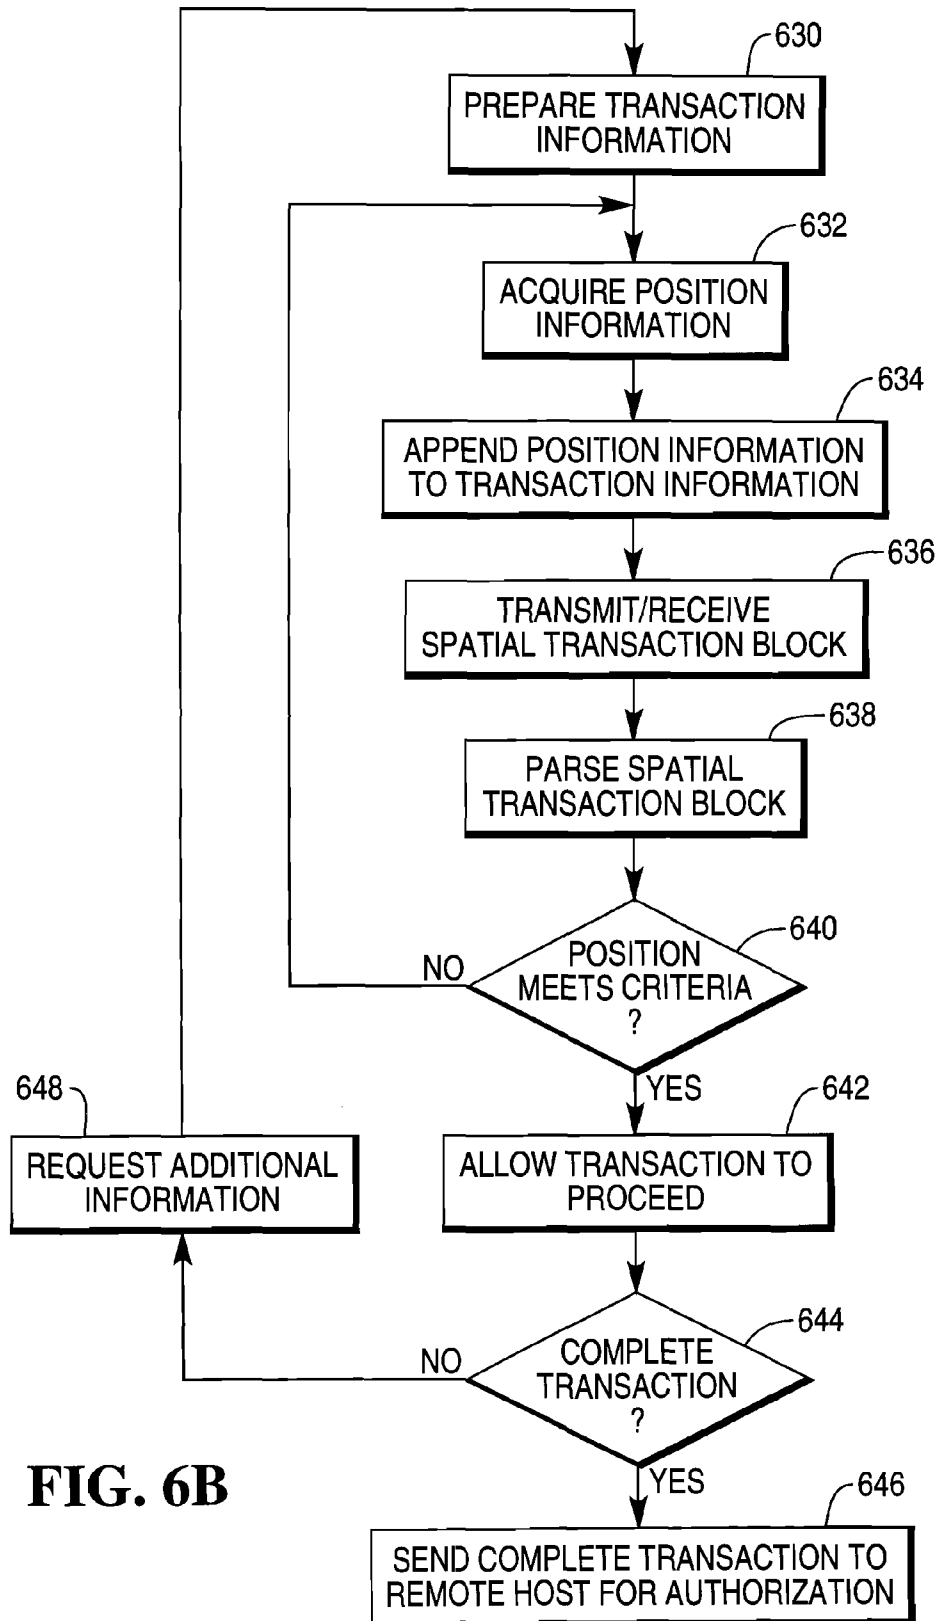 630
PREPARE TRANSACTION
INFORMATION
632
ACQUIRE POSITION
INFORMATION
634
APPEND POSITION INFORMATION
TO TRANSACTION INFORMATION
636
TRANSMIT/RECEIVE
SPATIAL TRANSACTION BLOCK
638
PARSE SPATIAL
TRANSACTION BLOCK
640
POSITION
MEETS CRITERIA
?
NO
YES
648
REQUEST ADDITIONAL
INFORMATION
642
ALLOW TRANSACTION TO
PROCEED
644
COMPLETE
TRANSACTION
?
NO
YES
FIG. 6B
646
SEND COMPLETE TRANSACTION TO
REMOTE HOST FOR AUTHORIZATION